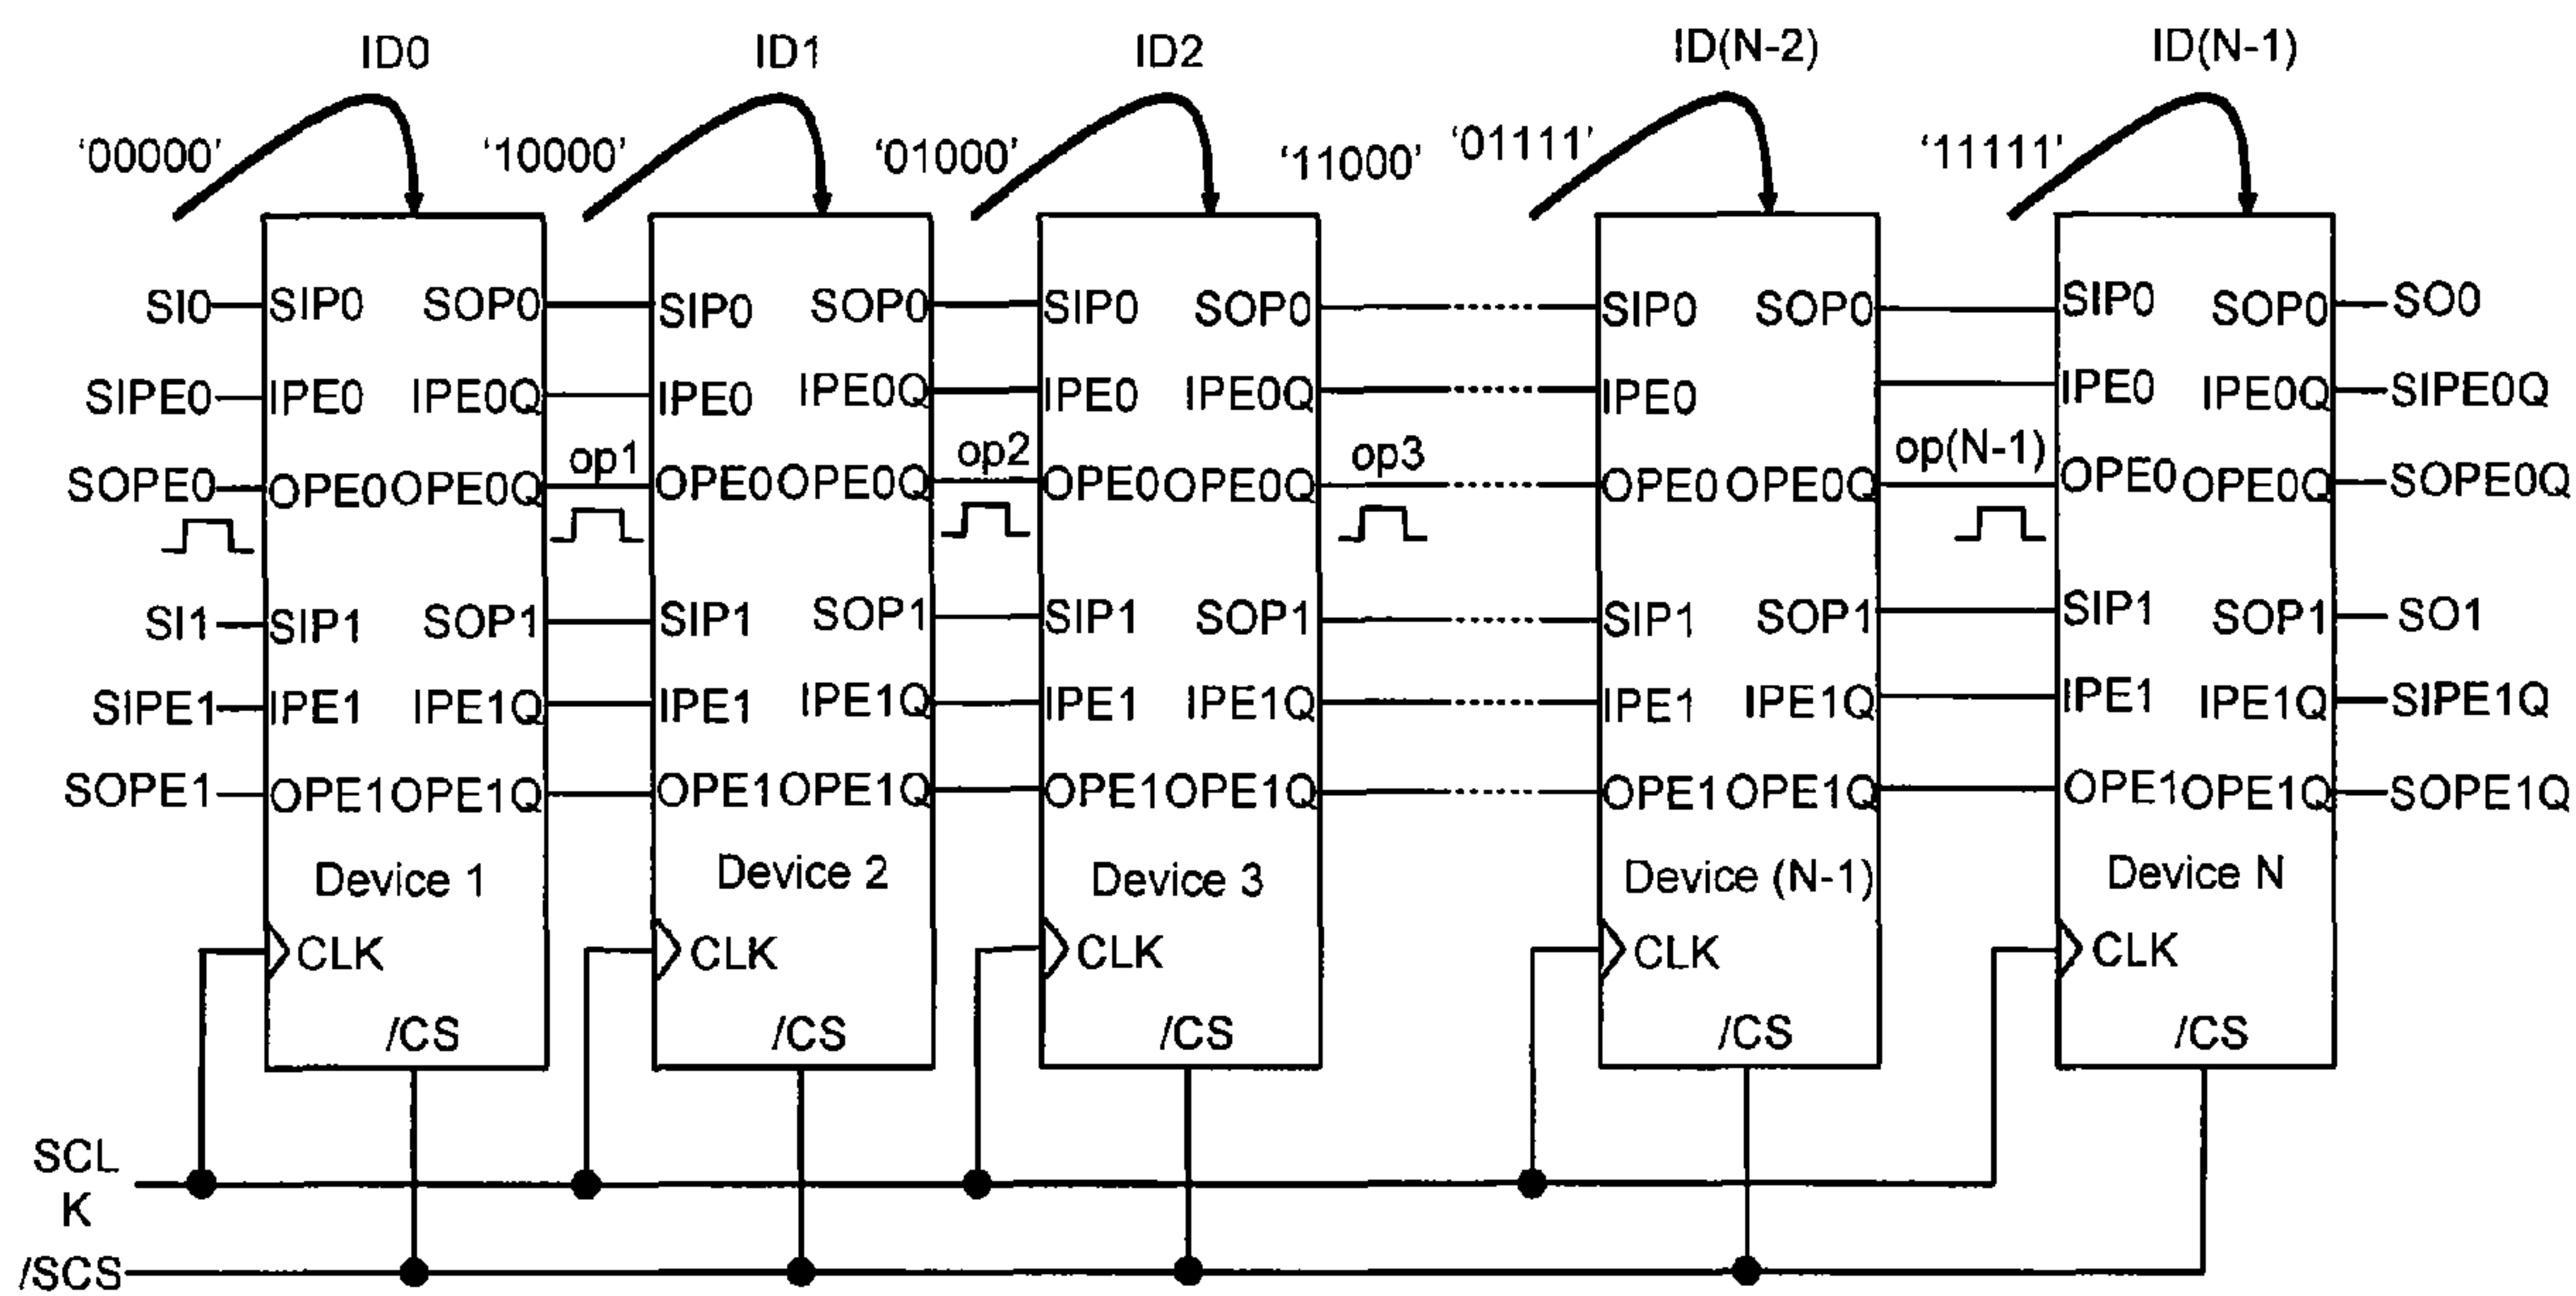 ID0 ID1 ID2 ID(N-2) ID(N-1)
'00000' '10000' '01000' '11000' '01111' '11111'
SI0 SIP0 SOP0 SIP0 SOP0 SIP0 SOP0 SIP0 SOP0 SIP0 SOP0 SO0
SIPE0 IPE0 IPE0Q IPE0 IPE0Q IPE0 IPE0Q IPE0 IPE0 IPE0Q SIPE0Q
op1 op2 op3 op(N-1)
SOPE0 OPE0 OPE0Q OPE0 OPE0Q OPE0 OPE0Q OPE0 OPE0Q OPE0 OPE0Q SOPE0Q
SI1 SIP1 SOP1 SIP1 SOP1 SIP1 SOP1 SIP1 SOP1 SIP1 SOP1 SO1
SIPE1 IPE1 IPE1Q IPE1 IPE1Q IPE1 IPE1Q IPE1 IPE1Q IPE1 IPE1Q SIPE1Q
SOPE1 OPE1 OPE1Q OPE1 OPE1Q OPE1 OPE1Q OPE1 OPE1Q OPE1 OPE1Q SOPE1Q
Device 1 Device 2 Device 3 Device (N-1) Device N
CLK CLK CLK CLK CLK
/CS /CS /CS /CS /CS
SCL
K
/SCS